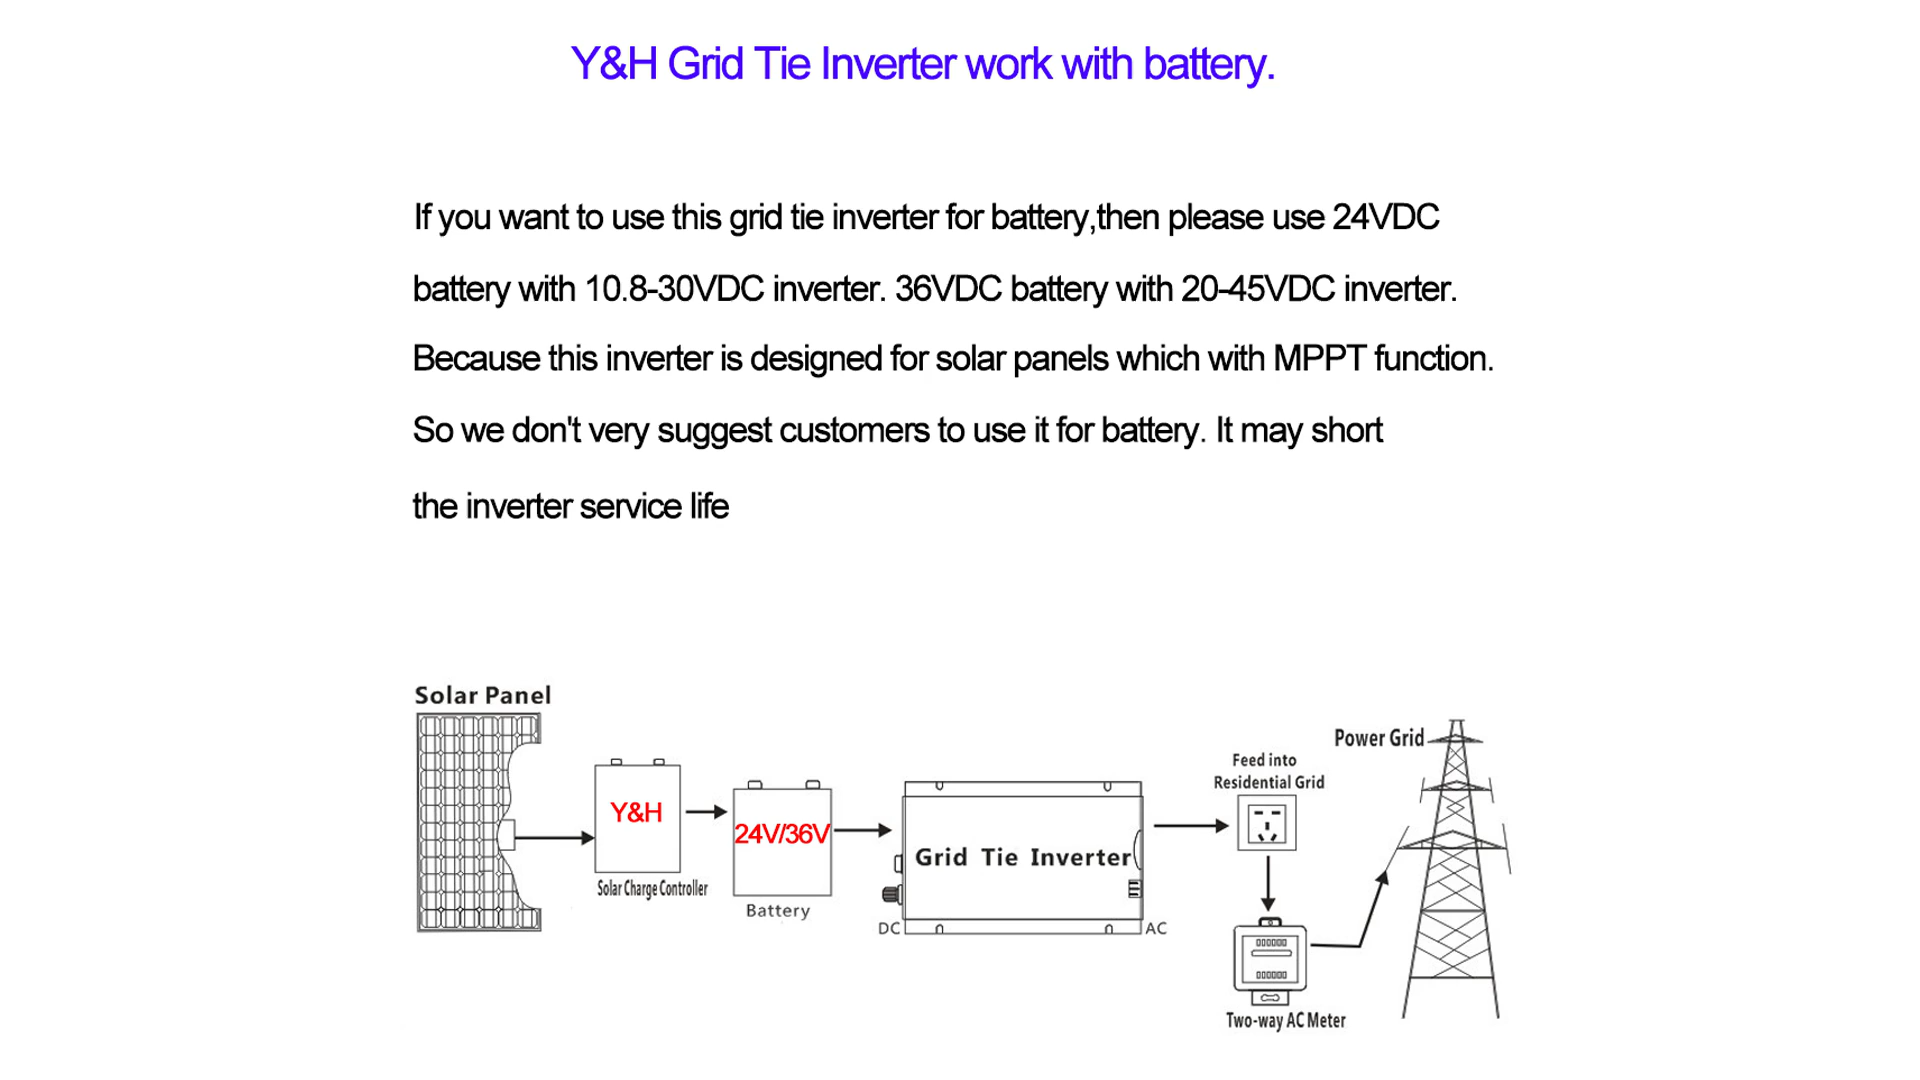 Y&H Grid Tie Inverter work with battery.
If you want to use this grid tie inverter for battery,then please use 24VDC
battery with 10.8-30VDC inverter. 36VDC battery with 20-45VDC inverter.
Because this inverter is designed for solar panels which with MPPT function.
So we don't very suggest customers to use it for battery. It may short
the inverter service life
Solar Panel
Y&H
Solar Charge Controller
24V/36V
Battery
Grid Tie Inverter
DC
AC
Feed into
Residential Grid
Two-way AC Meter
Power Grid